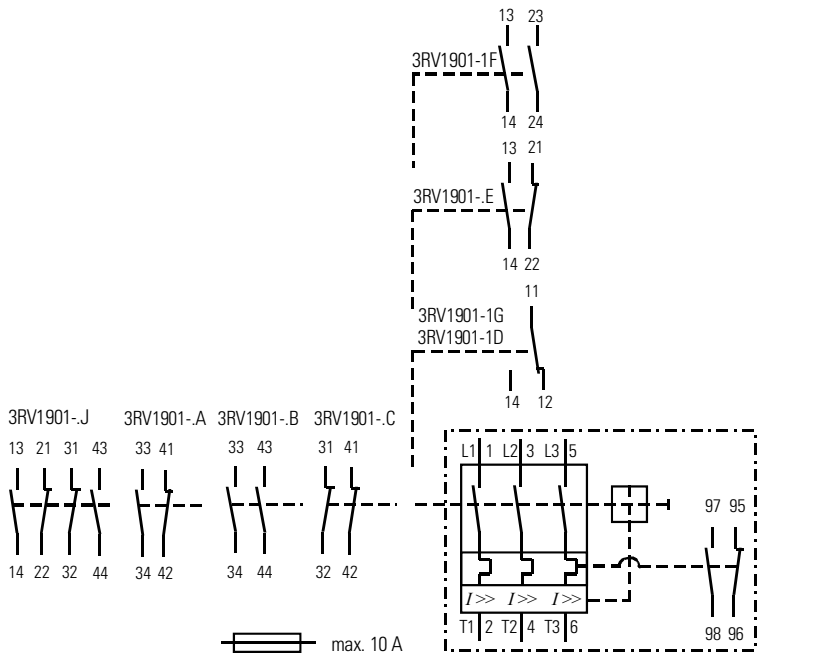 13 23
3RV1901-1F
14 24
13 21
3RV1901-.E
14 22
11
3RV1901-1G
3RV1901-1D
14 12
3RV1901-.J 3RV1901-.A 3RV1901-.B 3RV1901-.C
13 21 31 43 33 41 33 43 31 41
14 22 32 44 34 42 34 44 32 42
L1 1 L2 3 L3 5
97 95
I>> I>> I>>
T1 2 T2 4 T3 6
98 96
max. 10 A